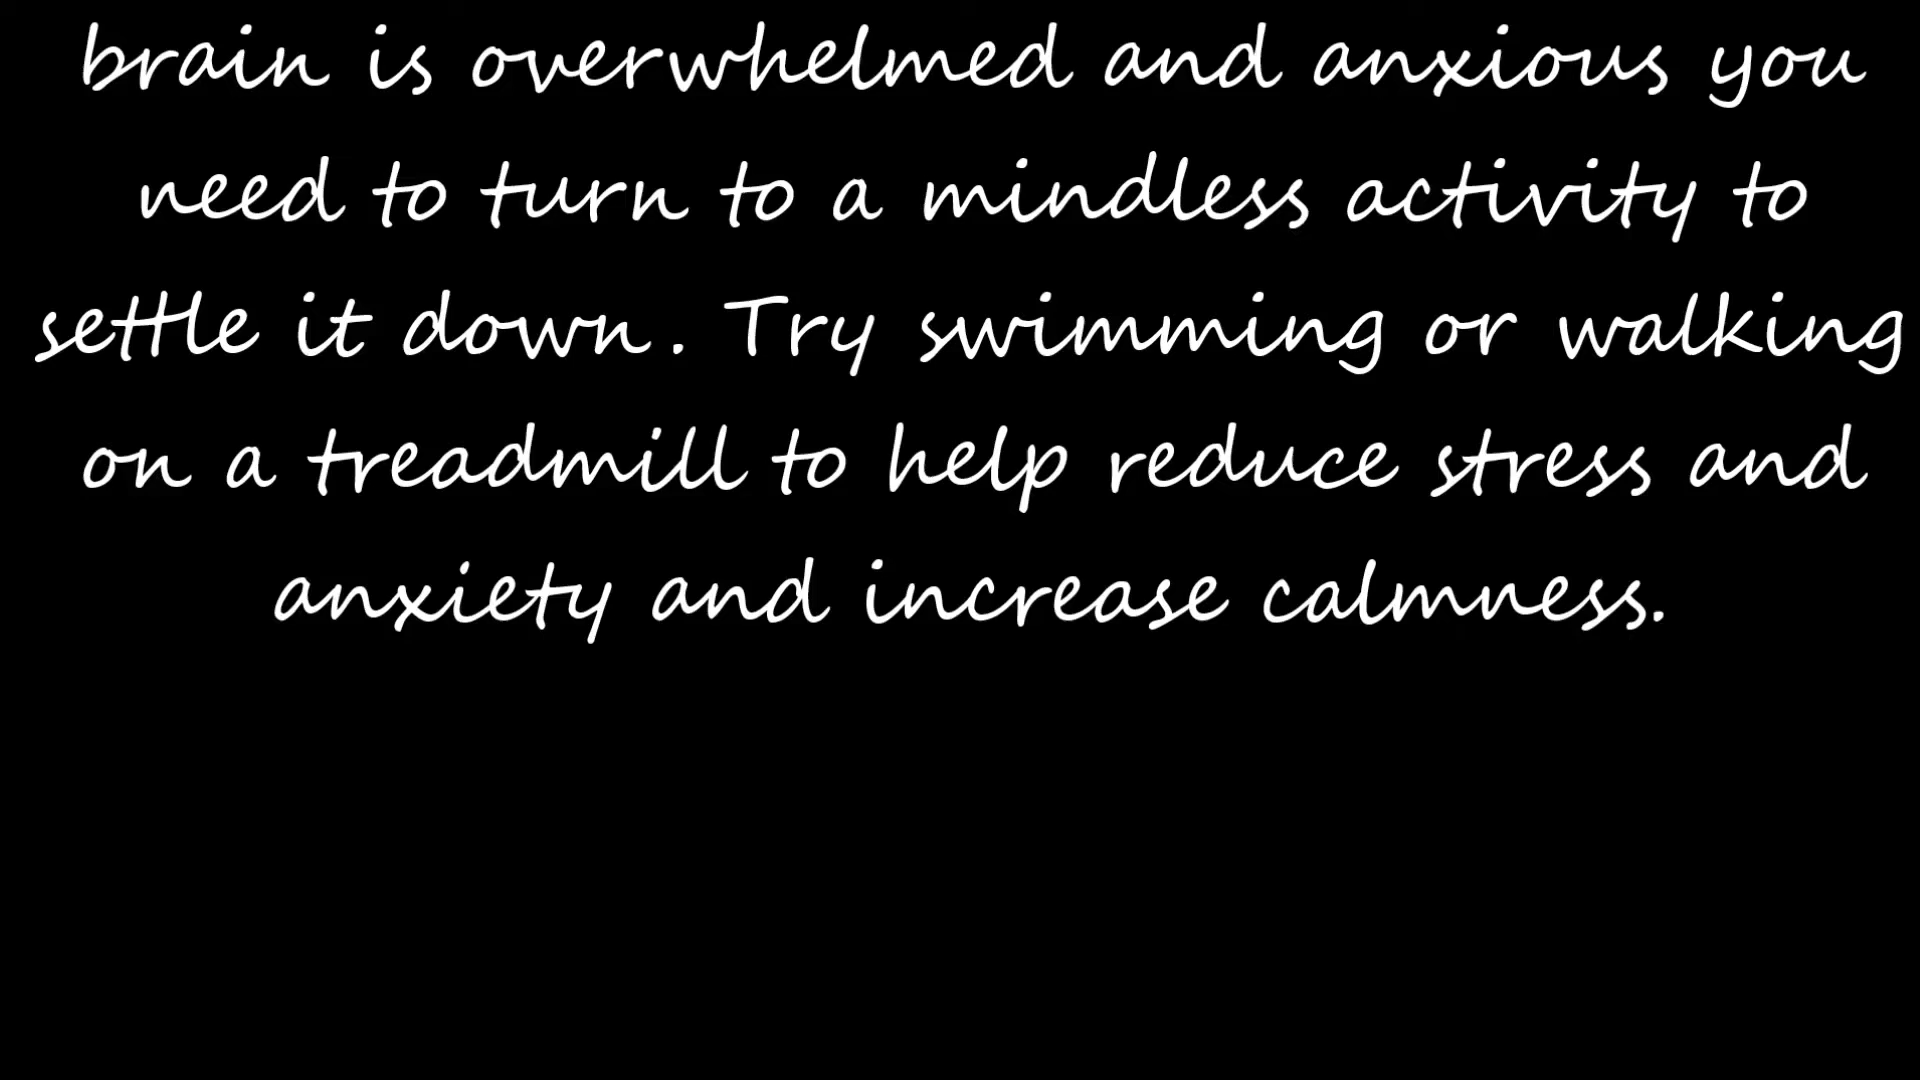 brain is overwhelmed and anxious you
need to turn to a mindless activity to
settle it down. Try swimming or walking
on a treadmill to help reduce stress and
anxiety and increase calmness.